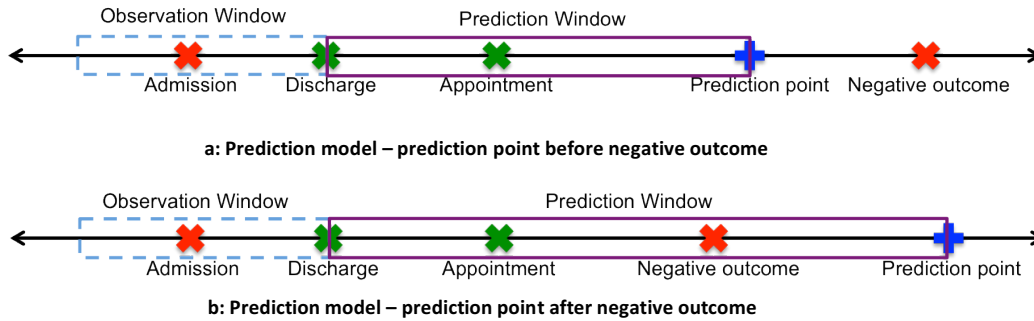 Observation Window Prediction Window
Admission Discharge Appointment Prediction point Negative outcome
a: Prediction model – prediction point before negative outcome
Observation Window Prediction Window
Admission Discharge Appointment Negative outcome Prediction point
b: Prediction model – prediction point after negative outcome